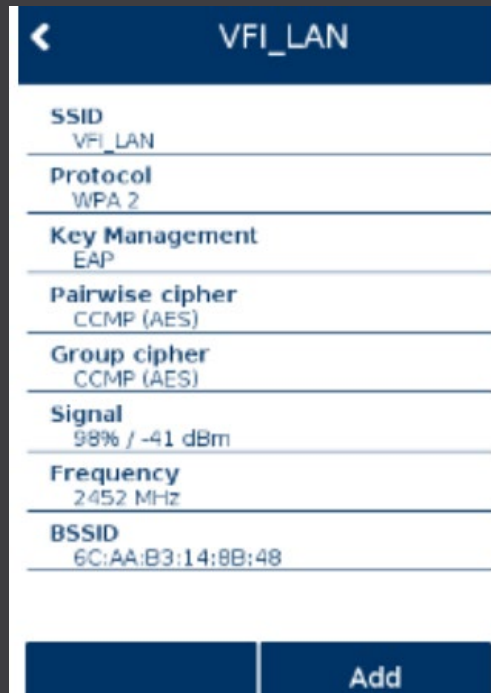 VFI_LAN
SSID
VFI_LAN
Protocol
WPA 2
Key Management
EAP
Pairwise cipher
CCMP (AES)
Group cipher
CCMP (AES)
Signal
98% / -41 dBm
Frequency
2452 MHz
BSSID
6C:AA:B3:14:8B:48
Add